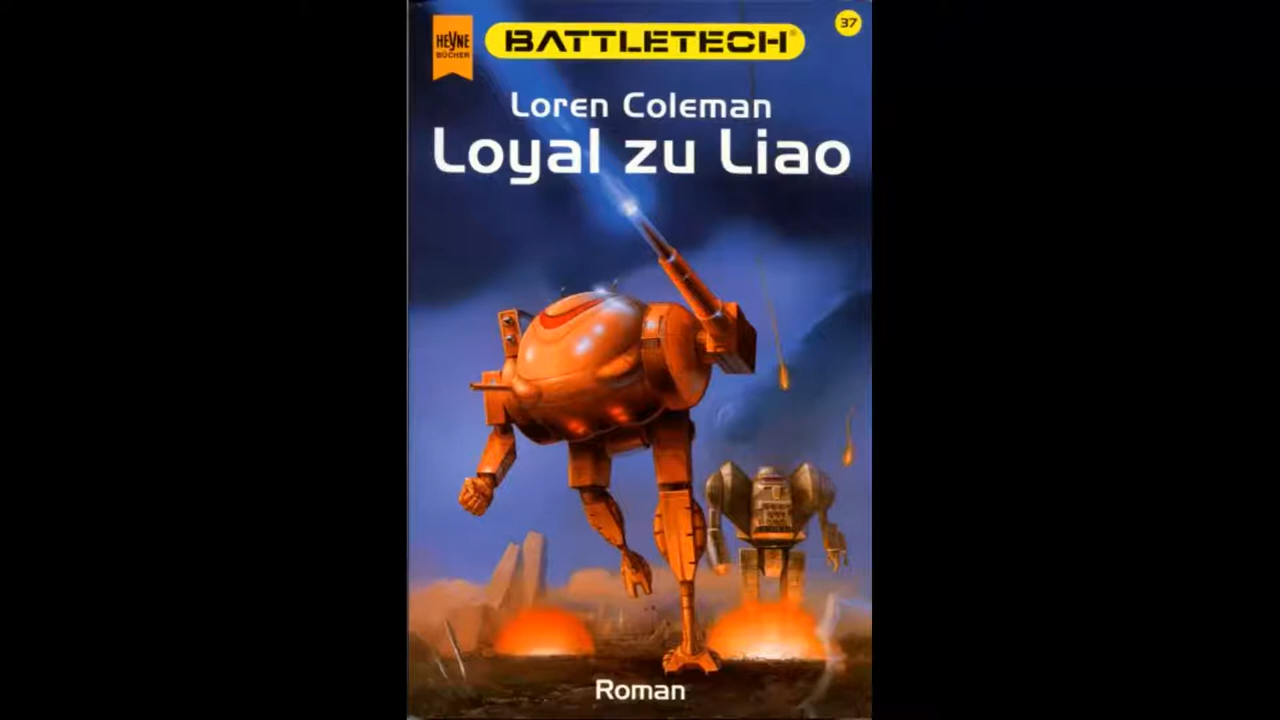 HEYNE
BÜCHER
BATTLETECH®
37
Loren Coleman
Loyal zu Liao
Roman